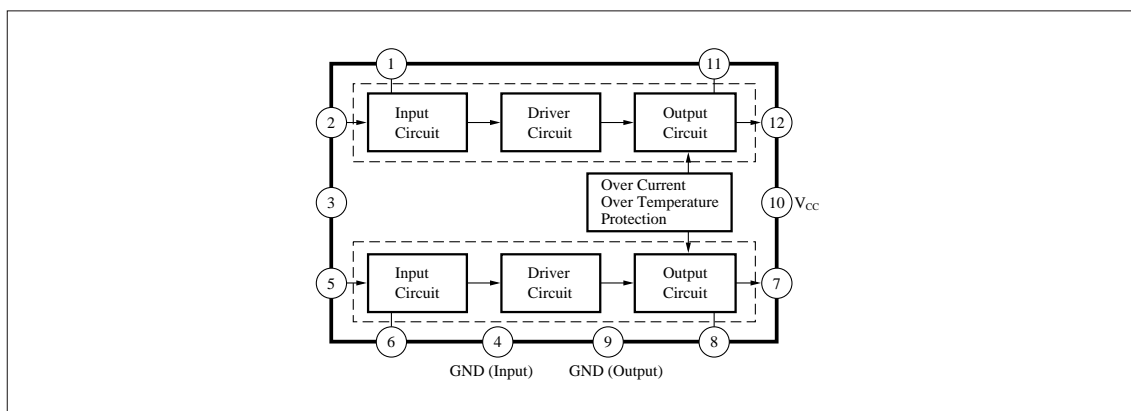 1
11
2
Input
Circuit
Driver
Circuit
Output
Circuit
12
Over Current
Over Temperature
Protection
3
10
VCC
5
Input
Circuit
Driver
Circuit
Output
Circuit
7
6
4
9
8
GND (Input)
GND (Output)